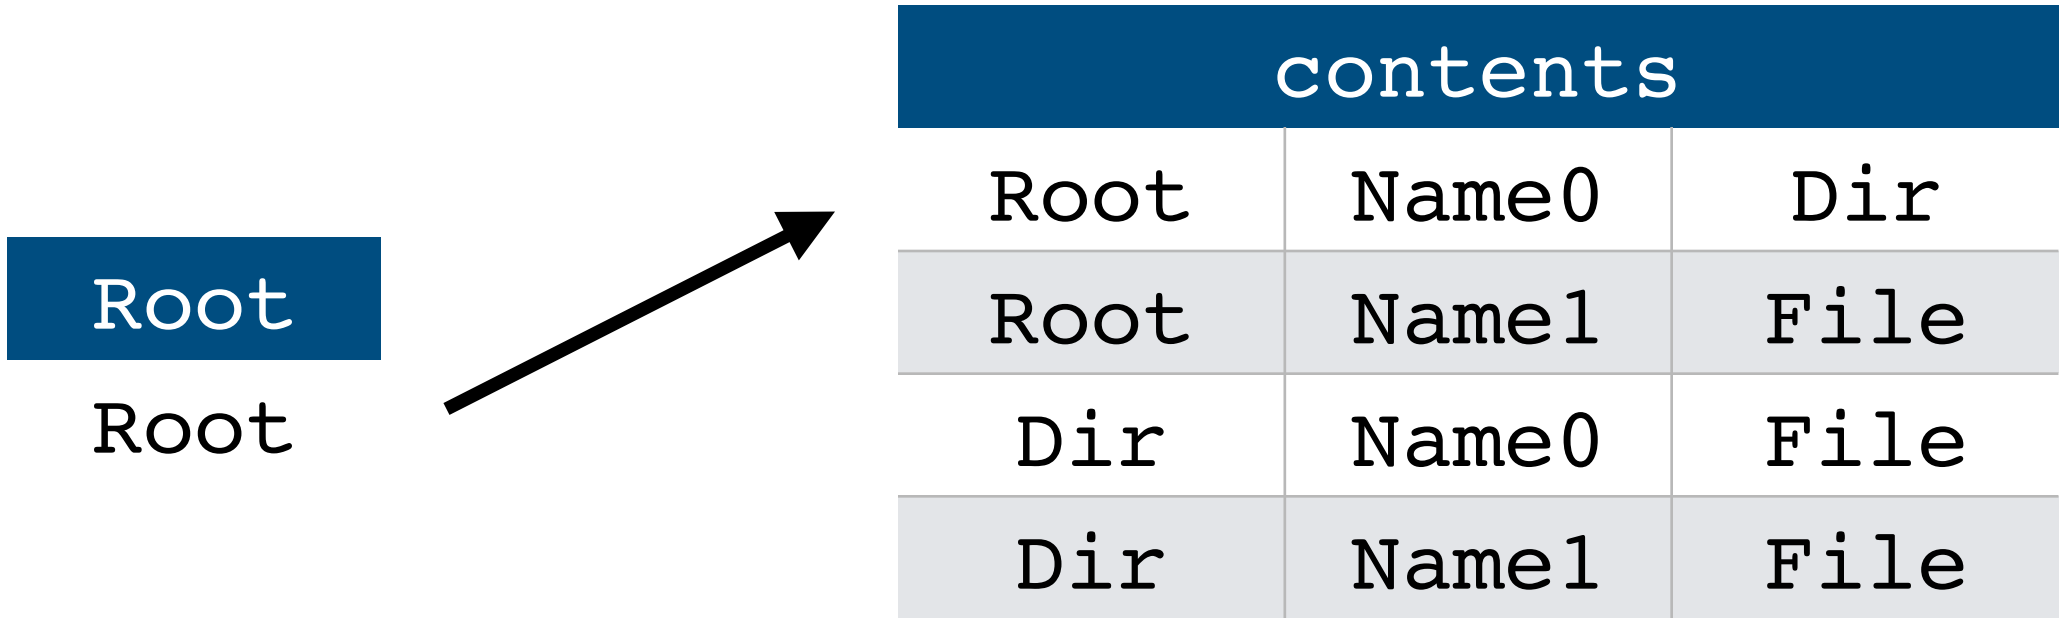 Root
Root
contents
Root Name0 Dir
Root Name1 File
Dir Name0 File
Dir Name1 File